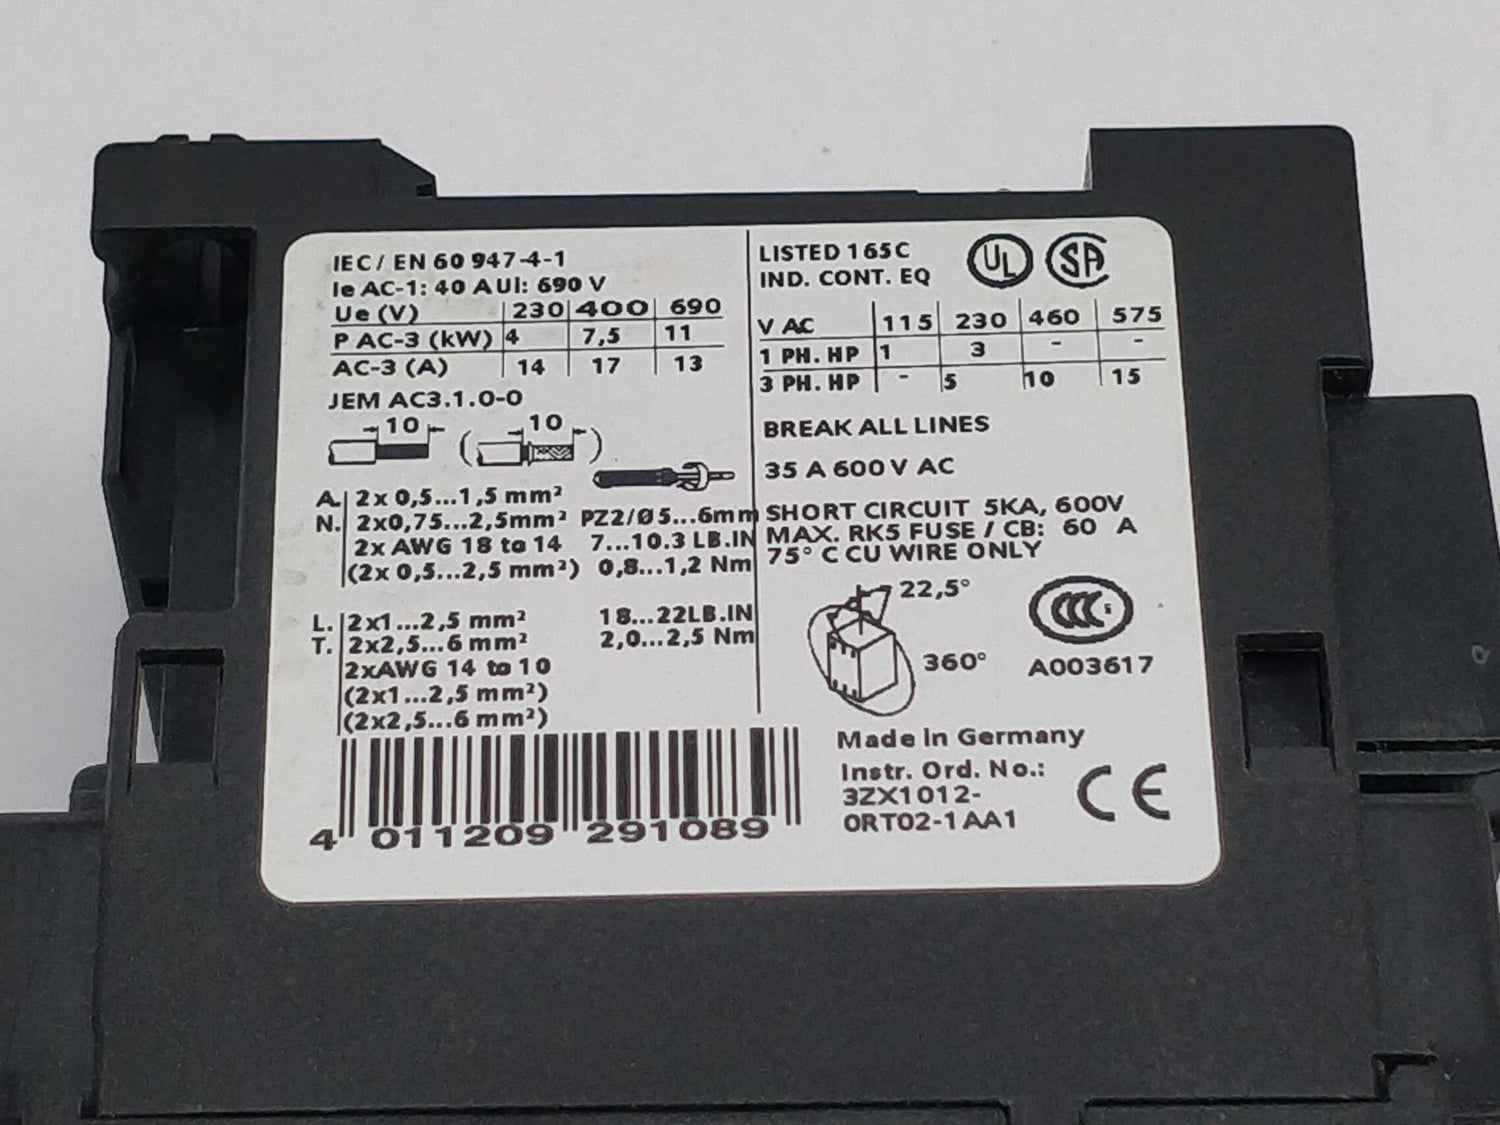 IEC/ EN 60 947-4-1
Ie AC-1: 40 A Ui: 690 V
Ue (V) 230 400 690
P AC-3 (kW) 4 7,5 11
AC-3 (A) 14 17 13
JEM AC3.1.0-0
10 ( 10 )
A. 2x 0,5...1,5 mm²
N. 2x0,75...2,5mm² PZ2/Ø5...6mm
2x AWG 18 to 14 7...10.3 LB.IN
(2x 0,5...2,5 mm²) 0,8...1,2 Nm
L. 2x1...2,5 mm² 18...22LB.IN
T. 2x2,5...6 mm² 2,0...2,5 Nm
2xAWG 14 to 10
(2x1...2,5 mm²)
(2x2,5...6 mm²)
4 011209 291089
LISTED 165C
IND. CONT. EQ
UL SA
V AC 115 230 460 575
1 PH. HP 1 3 - -
3 PH. HP - 5 10 15
BREAK ALL LINES
35 A 600 V AC
SHORT CIRCUIT 5KA, 600V
MAX. RK5 FUSE / CB: 60 A
75° C CU WIRE ONLY
22,5°
360°
CCC
A003617
Made in Germany
Instr. Ord. No.:
3ZX1012-
0RT02-1AA1
CE